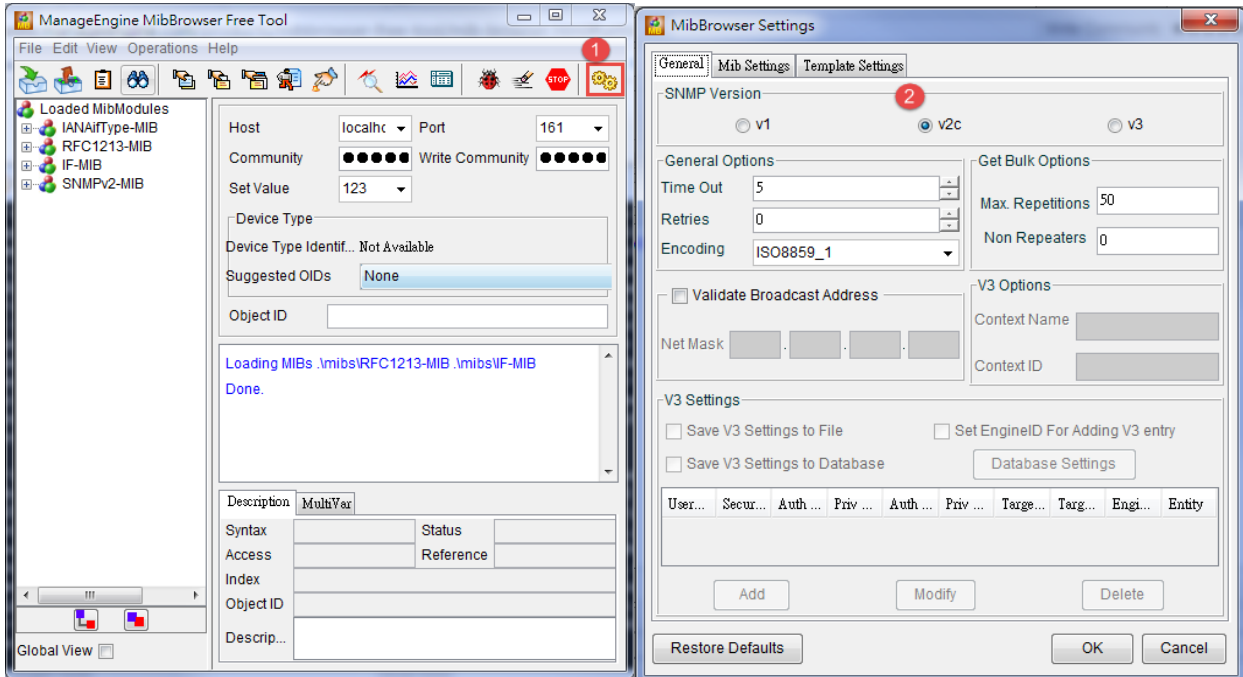 ManageEngine MibBrowser Free Tool
File Edit View Operations Help
1
STOP
Loaded MibModules
IANAifType-MIB
RFC1213-MIB
IF-MIB
SNMPv2-MIB
Global View
Host localhc Port 161
Community ●●●●● Write Community ●●●●●
Set Value 123
Device Type
Device Type Identif... Not Available
Suggested OIDs None
Object ID
Loading MIBs .\mibs\RFC1213-MIB .\mibs\IF-MIB
Done.
Description MultiVar
Syntax Status
Access Reference
Index
Object ID
Descrip...
MibBrowser Settings
General Mib Settings Template Settings
SNMP Version
2
v1 v2c v3
General Options
Time Out 5
Retries 0
Encoding ISO8859_1
Get Bulk Options
Max. Repetitions 50
Non Repeaters 0
Validate Broadcast Address
Net Mask . . .
V3 Options
Context Name
Context ID
V3 Settings
Save V3 Settings to File Set EngineID For Adding V3 entry
Save V3 Settings to Database Database Settings
User... Secur... Auth ... Priv ... Auth ... Priv ... Targe... Targ... Engi... Entity
Add Modify Delete
Restore Defaults OK Cancel